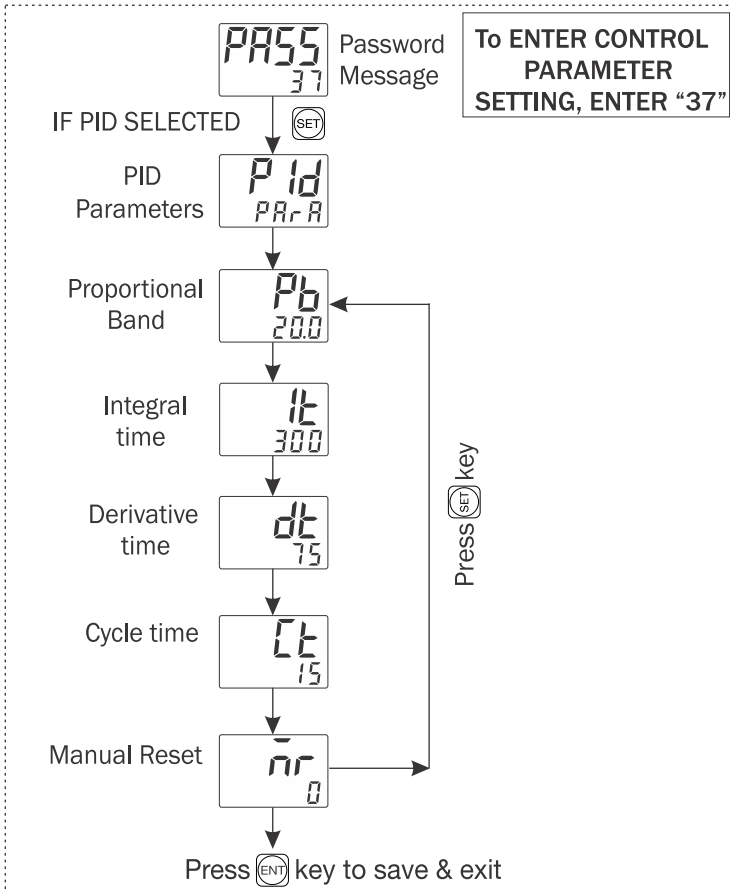 PASS
37
Password
Message
To ENTER CONTROL
PARAMETER
SETTING, ENTER “37”
IF PID SELECTED
SET
PID
Parameters
PId
PArA
Proportional
Band
Pb
20.0
Integral
time
It
300
Derivative
time
dt
75
Press SET key
Cycle time
Ct
15
Manual Reset
n̅r
0
Press ENT key to save & exit